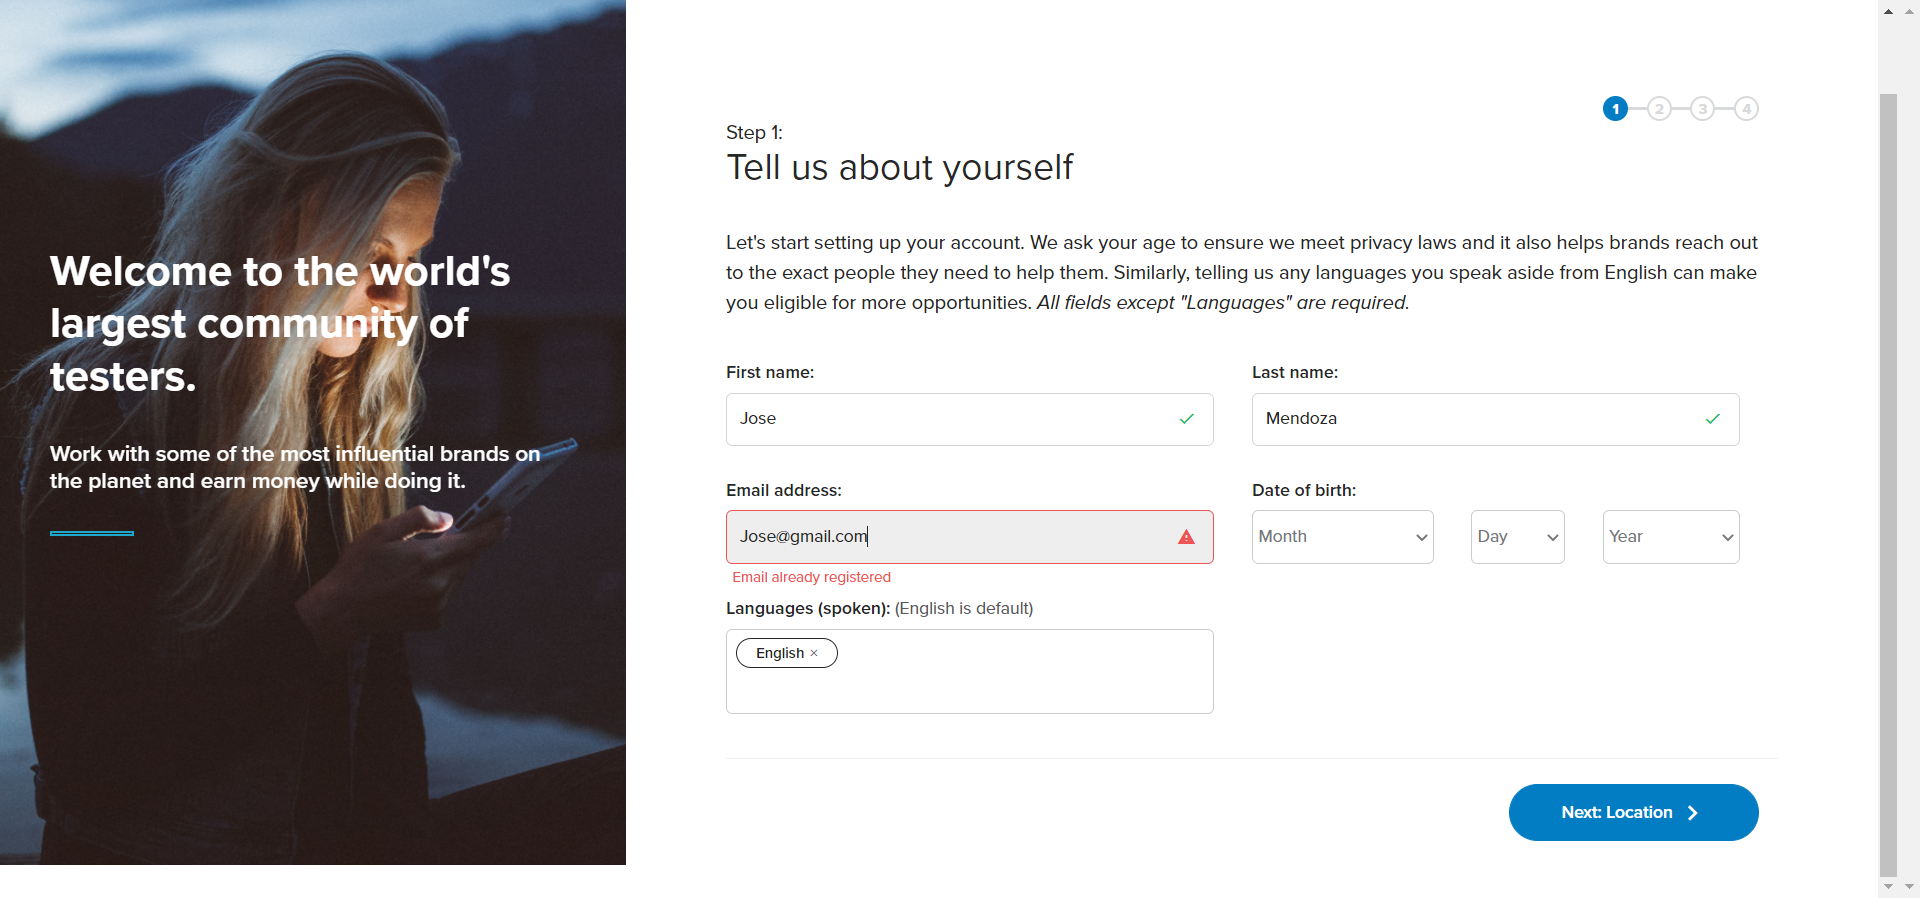 Welcome to the world's
largest community of
testers.
Work with some of the most influential brands on
the planet and earn money while doing it.
1 2 3 4
Step 1:
Tell us about yourself
Let's start setting up your account. We ask your age to ensure we meet privacy laws and it also helps brands reach out
to the exact people they need to help them. Similarly, telling us any languages you speak aside from English can make
you eligible for more opportunities. All fields except "Languages" are required.
First name:
Last name:
Jose
Mendoza
Email address:
Date of birth:
Jose@gmail.com
Month
Day
Year
Email already registered
Languages (spoken): (English is default)
English ×
Next: Location